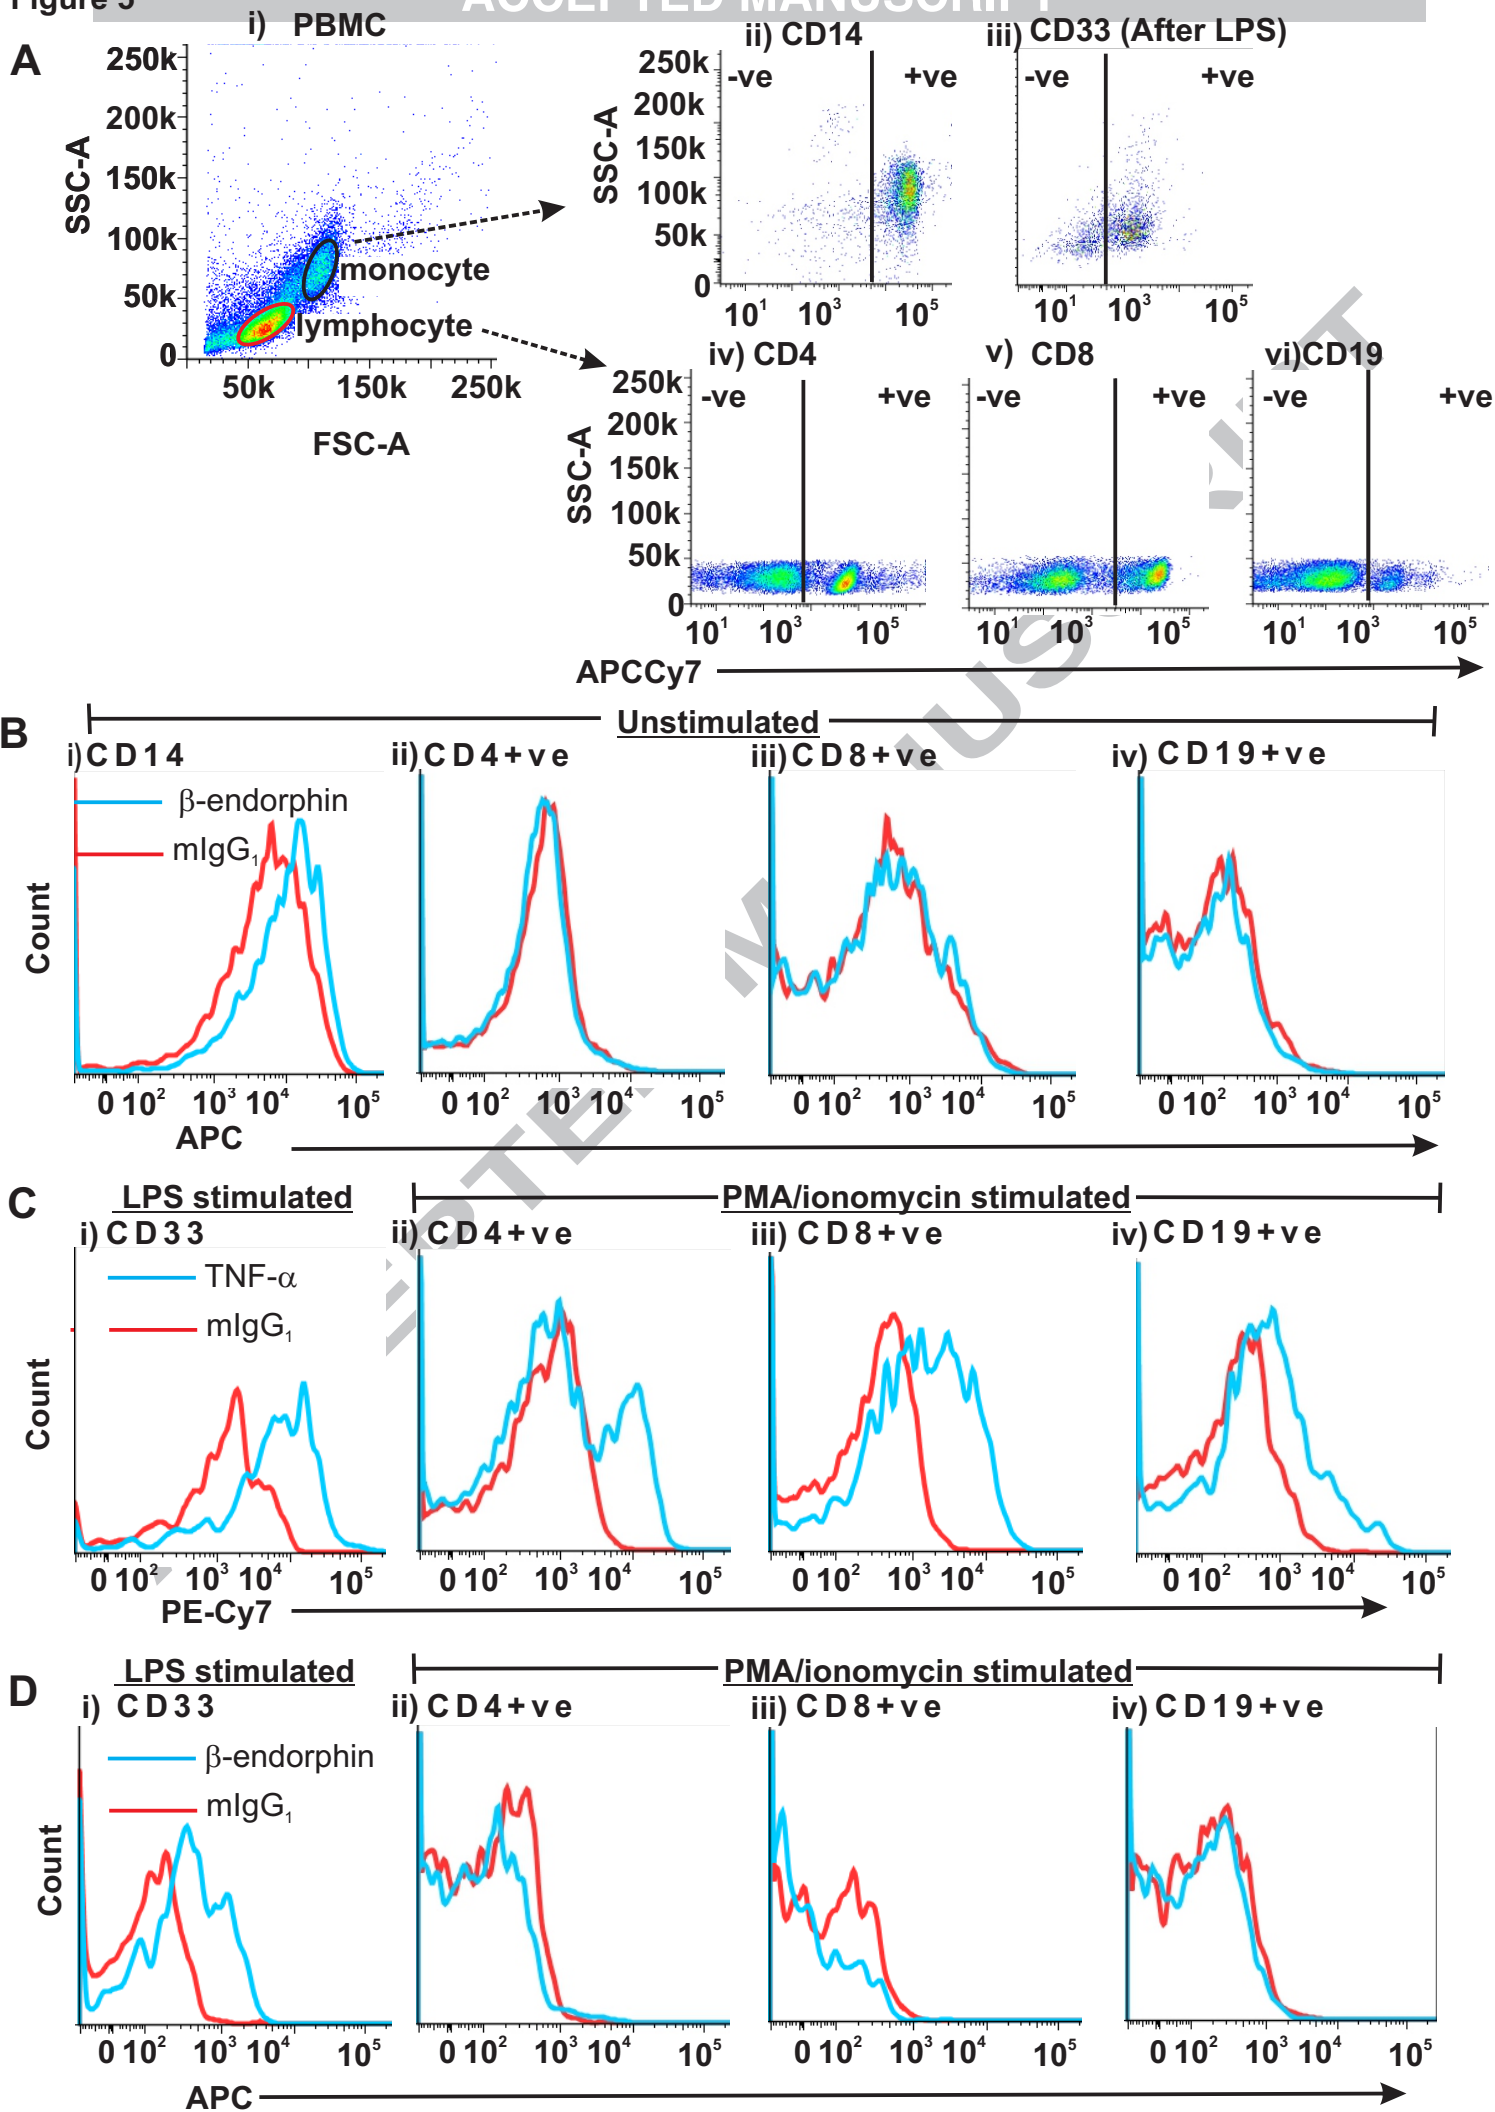 Figure 5
ACCEPTED MANUSCRIPT
A
i) PBMC
ii) CD14
iii) CD33 (After LPS)
SSC-A
250k
200k
150k
100k
50k
0
monocyte
lymphocyte
50k 150k 250k
FSC-A
SSC-A
250k
200k
150k
100k
50k
0
-ve +ve
-ve +ve
10¹ 10³ 10⁵
10¹ 10³ 10⁵
iv) CD4
v) CD8
vi)CD19
SSC-A
250k
200k
150k
100k
50k
0
-ve +ve
-ve +ve
-ve +ve
10¹ 10³ 10⁵
10¹ 10³ 10⁵
10¹ 10³ 10⁵
APCCy7
B
Unstimulated
i)CD14
ii)CD4+ve
iii)CD8+ve
iv) CD19+ve
β-endorphin
mIgG₁
Count
0 10² 10³ 10⁴ 10⁵
0 10² 10³ 10⁴ 10⁵
0 10² 10³ 10⁴ 10⁵
0 10² 10³ 10⁴ 10⁵
APC
C
LPS stimulated
PMA/ionomycin stimulated
i) CD33
ii) CD4+ve
iii) CD8+ve
iv) CD19+ve
TNF-α
mIgG₁
Count
0 10² 10³ 10⁴ 10⁵
0 10² 10³ 10⁴ 10⁵
0 10² 10³ 10⁴ 10⁵
0 10² 10³ 10⁴ 10⁵
PE-Cy7
D
LPS stimulated
PMA/ionomycin stimulated
i) CD33
ii) CD4+ve
iii) CD8+ve
iv) CD19+ve
β-endorphin
mIgG₁
Count
0 10² 10³ 10⁴ 10⁵
0 10² 10³ 10⁴ 10⁵
0 10² 10³ 10⁴ 10⁵
0 10² 10³ 10⁴ 10⁵
APC